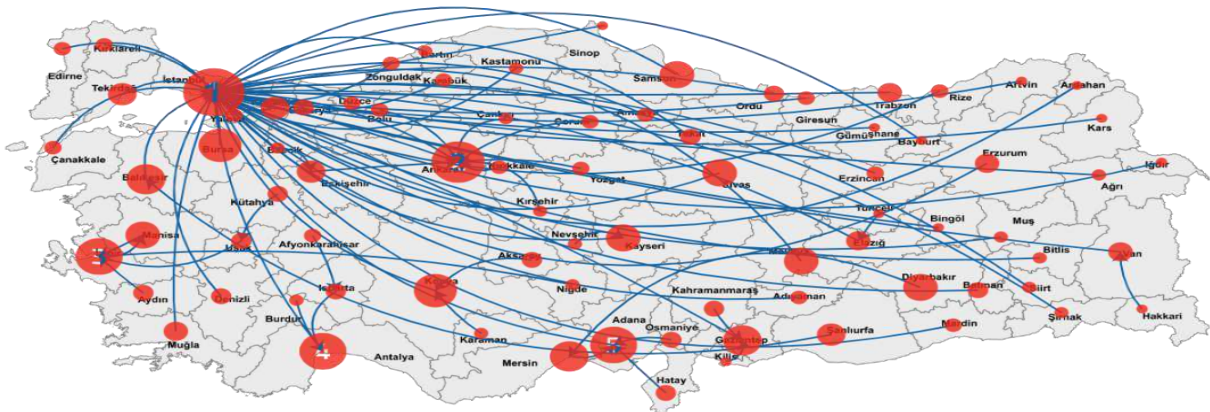 Kırklareli
Edirne
Tekirdağ
İstanbul
1
Bartın
Zonguldak
Karabük
Kastamonu
Sinop
Samsun
Ordu
Giresun
Trabzon
Rize
Artvin
Ardahan
Kars
Yalova
Düzce
Bolu
Çankırı
Çorum
Amasya
Tokat
Gümüşhane
Bayburt
Çanakkale
Bursa
Bilecik
Eskişehir
Ankara
2
Kırıkkale
Yozgat
Sivas
Erzincan
Erzurum
Iğdır
Ağrı
Balıkesir
Kütahya
Kırşehir
Tunceli
Bingöl
Muş
Manisa
Uşak
Afyonkarahisar
Nevşehir
Kayseri
Elazığ
Bitlis
Van
3
Aksaray
Konya
Niğde
Kahramanmaraş
Adıyaman
Diyarbakır
Batman
Siirt
Aydın
Denizli
Isparta
Burdur
Hakkari
Şırnak
Muğla
4
Antalya
Karaman
Mersin
Adana
5
Osmaniye
Gaziantep
Kilis
Şanlıurfa
Mardin
Hatay